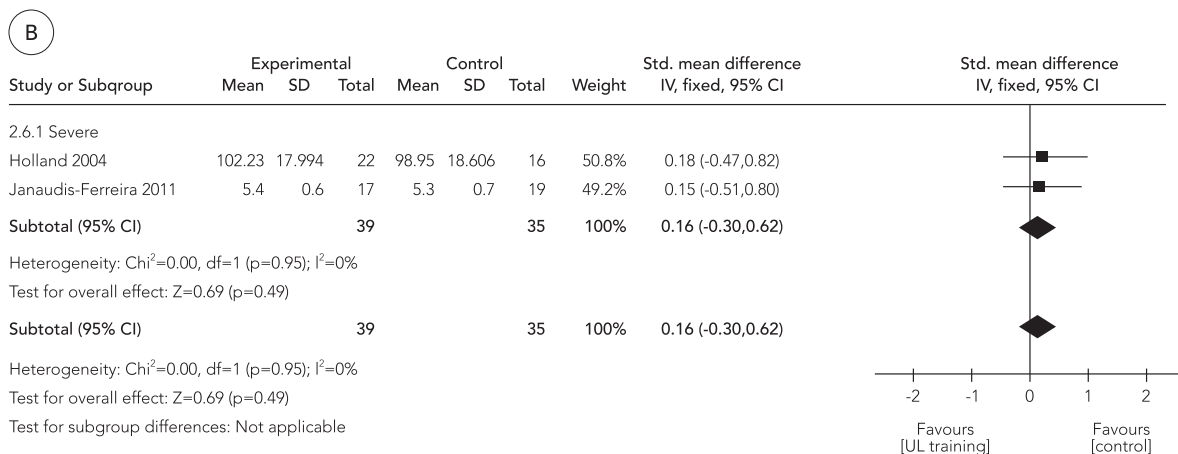 B
Experimental Control Std. mean difference Std. mean difference
Study or Subgroup Mean SD Total Mean SD Total Weight IV, fixed, 95% CI IV, fixed, 95% CI
2.6.1 Severe
Holland 2004 102.23 17.994 22 98.95 18.606 16 50.8% 0.18 (-0.47,0.82)
Janaudis-Ferreira 2011 5.4 0.6 17 5.3 0.7 19 49.2% 0.15 (-0.51,0.80)
Subtotal (95% CI) 39 35 100% 0.16 (-0.30,0.62)
Heterogeneity: Chi²=0.00, df=1 (p=0.95); I²=0%
Test for overall effect: Z=0.69 (p=0.49)
Subtotal (95% CI) 39 35 100% 0.16 (-0.30,0.62)
Heterogeneity: Chi²=0.00, df=1 (p=0.95); I²=0%
Test for overall effect: Z=0.69 (p=0.49)
Test for subgroup differences: Not applicable
-2 -1 0 1 2
Favours Favours
[UL training] [control]